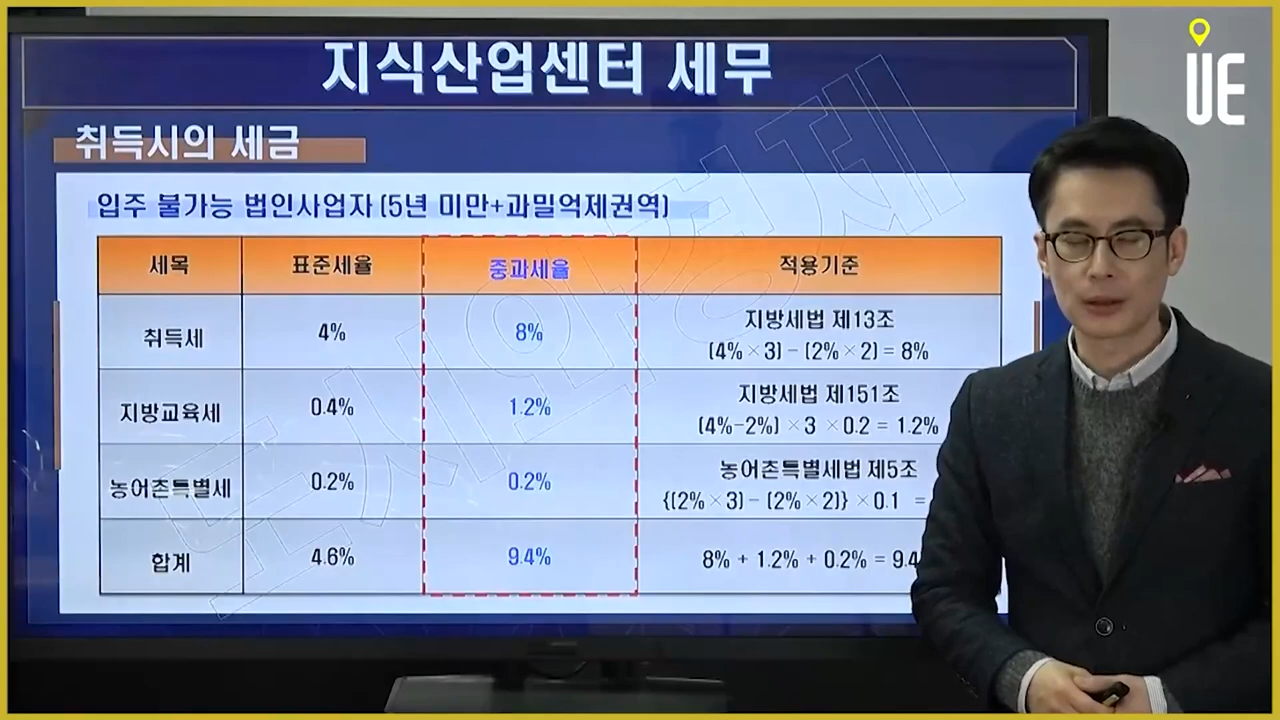 지식산업센터 세무
UE
취득시의 세금
입주 불가능 법인사업자 (5년 미만+과밀억제권역)
세목 표준세율 중과세율 적용기준
취득세 4% 8% 지방세법 제13조
(4% × 3) - (2% × 2) = 8%
지방교육세 0.4% 1.2% 지방세법 제151조
(4%-2%) × 3 × 0.2 = 1.2%
농어촌특별세 0.2% 0.2% 농어촌특별세법 제5조
{(2% × 3) - (2% × 2)} × 0.1 =
합계 4.6% 9.4% 8% + 1.2% + 0.2% = 9.4